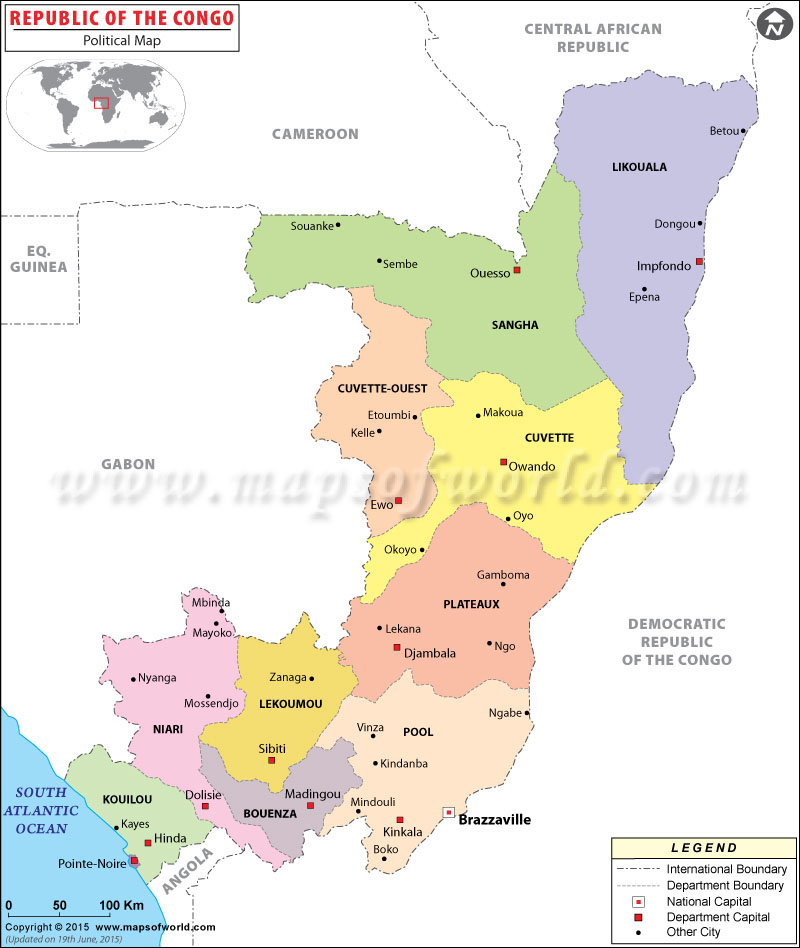 REPUBLIC OF THE CONGO
Political Map
N
CENTRAL AFRICAN
REPUBLIC
CAMEROON
Betou
LIKOUALA
Dongou
Souanke
EQ.
GUINEA
Sembe
Ouesso
Impfondo
Epena
SANGHA
CUVETTE-OUEST
Etoumbi
Makoua
Kelle
CUVETTE
GABON
Owando
www.mapsofworld.com
Ewo
Oyo
Okoyo
Gamboma
Mbinda
PLATEAUX
Mayoko
Lekana
DEMOCRATIC
REPUBLIC
OF THE CONGO
Ngo
Djambala
Nyanga
Zanaga
Mossendjo
LEKOUMOU
Ngabe
NIARI
Vinza
POOL
Sibiti
Kindanba
SOUTH
ATLANTIC
OCEAN
KOUILOU
Dolisie
Madingou
Mindouli
BOUENZA
Brazzaville
Kayes
Hinda
Kinkala
Boko
Pointe-Noire
ANGOLA
LEGEND
International Boundary
Department Boundary
National Capital
Department Capital
Other City
0 50 100 Km
Copyright © 2015 www.mapsofworld.com
(Updated on 19th June, 2015)